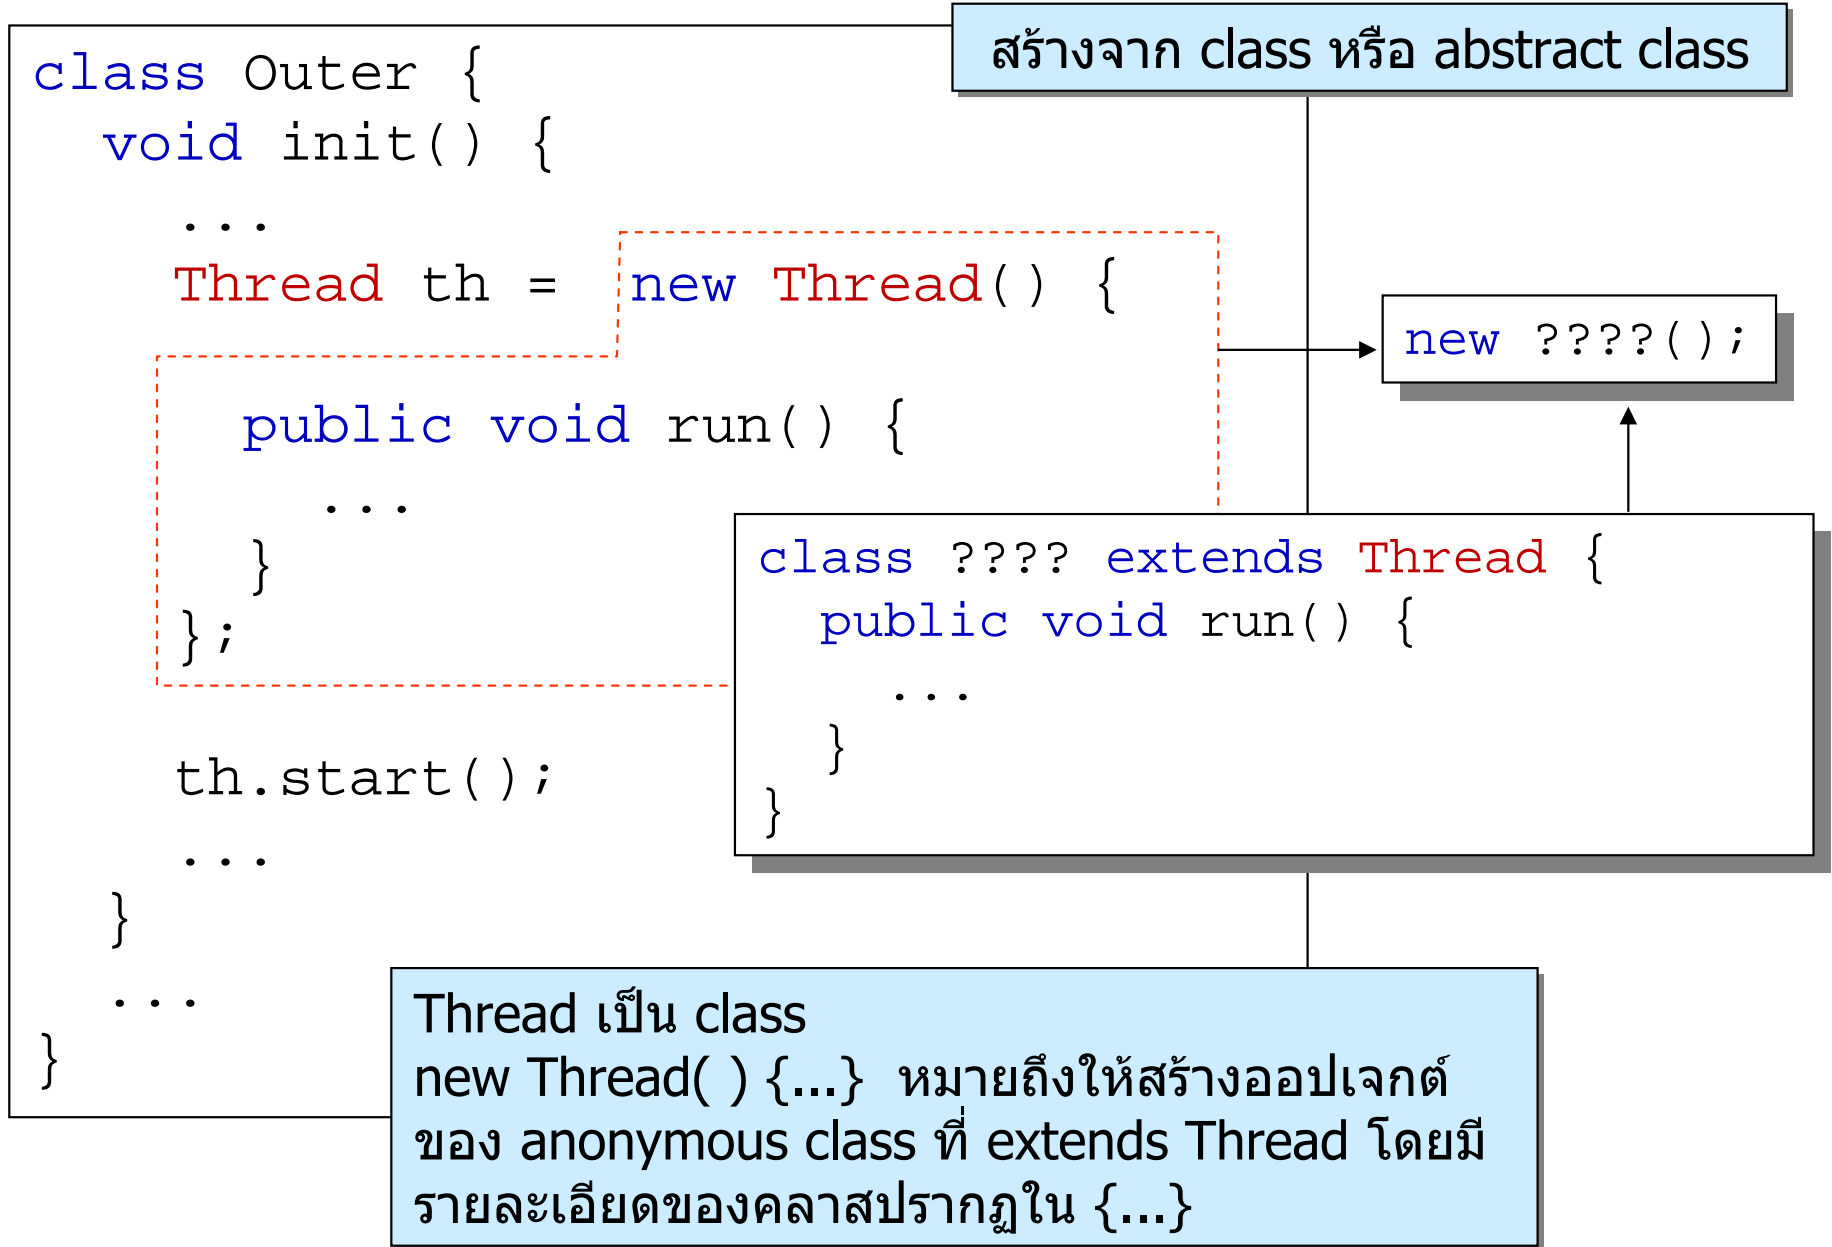 สร้างจาก class หรือ abstract class
class Outer {
void init() {
...
Thread th = new Thread() {
public void run() {
...
}
};
th.start();
...
}
...
}
new ????();
class ???? extends Thread {
public void run() {
...
}
}
Thread เป็น class
new Thread( ) {...} หมายถึงให้สร้างออปเจกต์
ของ anonymous class ที่ extends Thread โดยมี
รายละเอียดของคลาสปรากฏใน {...}